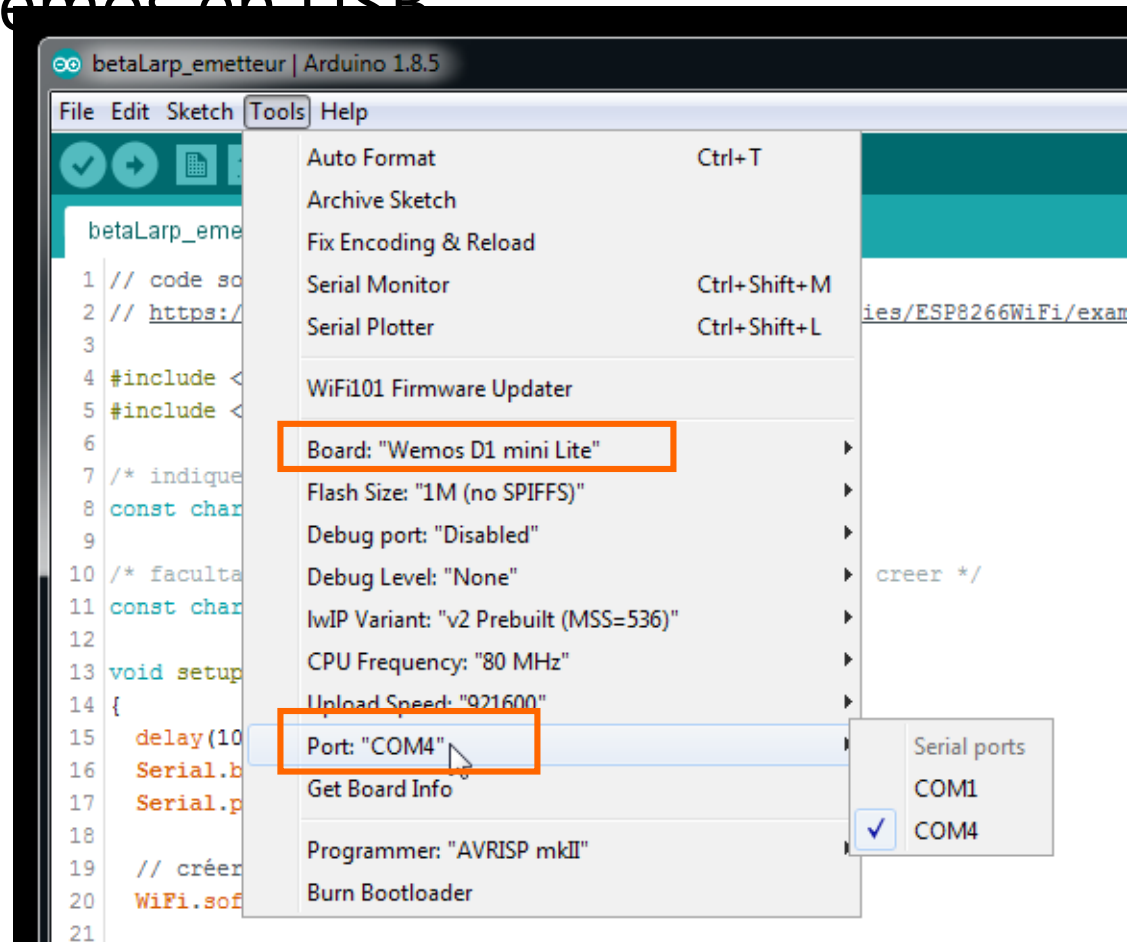 emos en USB
betaLarp_emetteur | Arduino 1.8.5
File Edit Sketch Tools Help
Auto Format Ctrl+T
Archive Sketch
betaLarp_eme
Fix Encoding & Reload
1 // code so
Serial Monitor Ctrl+Shift+M
2 // https:/
Serial Plotter Ctrl+Shift+L
ies/ESP8266WiFi/exam
3
4 #include <
WiFi101 Firmware Updater
5 #include <
6
Board: "Wemos D1 mini Lite"
7 /* indique
Flash Size: "1M (no SPIFFS)"
8 const char
9
Debug port: "Disabled"
10 /* faculta
Debug Level: "None"
creer */
11 const char
lwIP Variant: "v2 Prebuilt (MSS=536)"
12
13 void setup
CPU Frequency: "80 MHz"
14 {
Upload Speed: "921600"
15 delay(10
Port: "COM4"
Serial ports
16 Serial.b
Get Board Info
COM1
17 Serial.p
18
COM4
19 // créer
Programmer: "AVRISP mkII"
20 WiFi.sof
Burn Bootloader
21